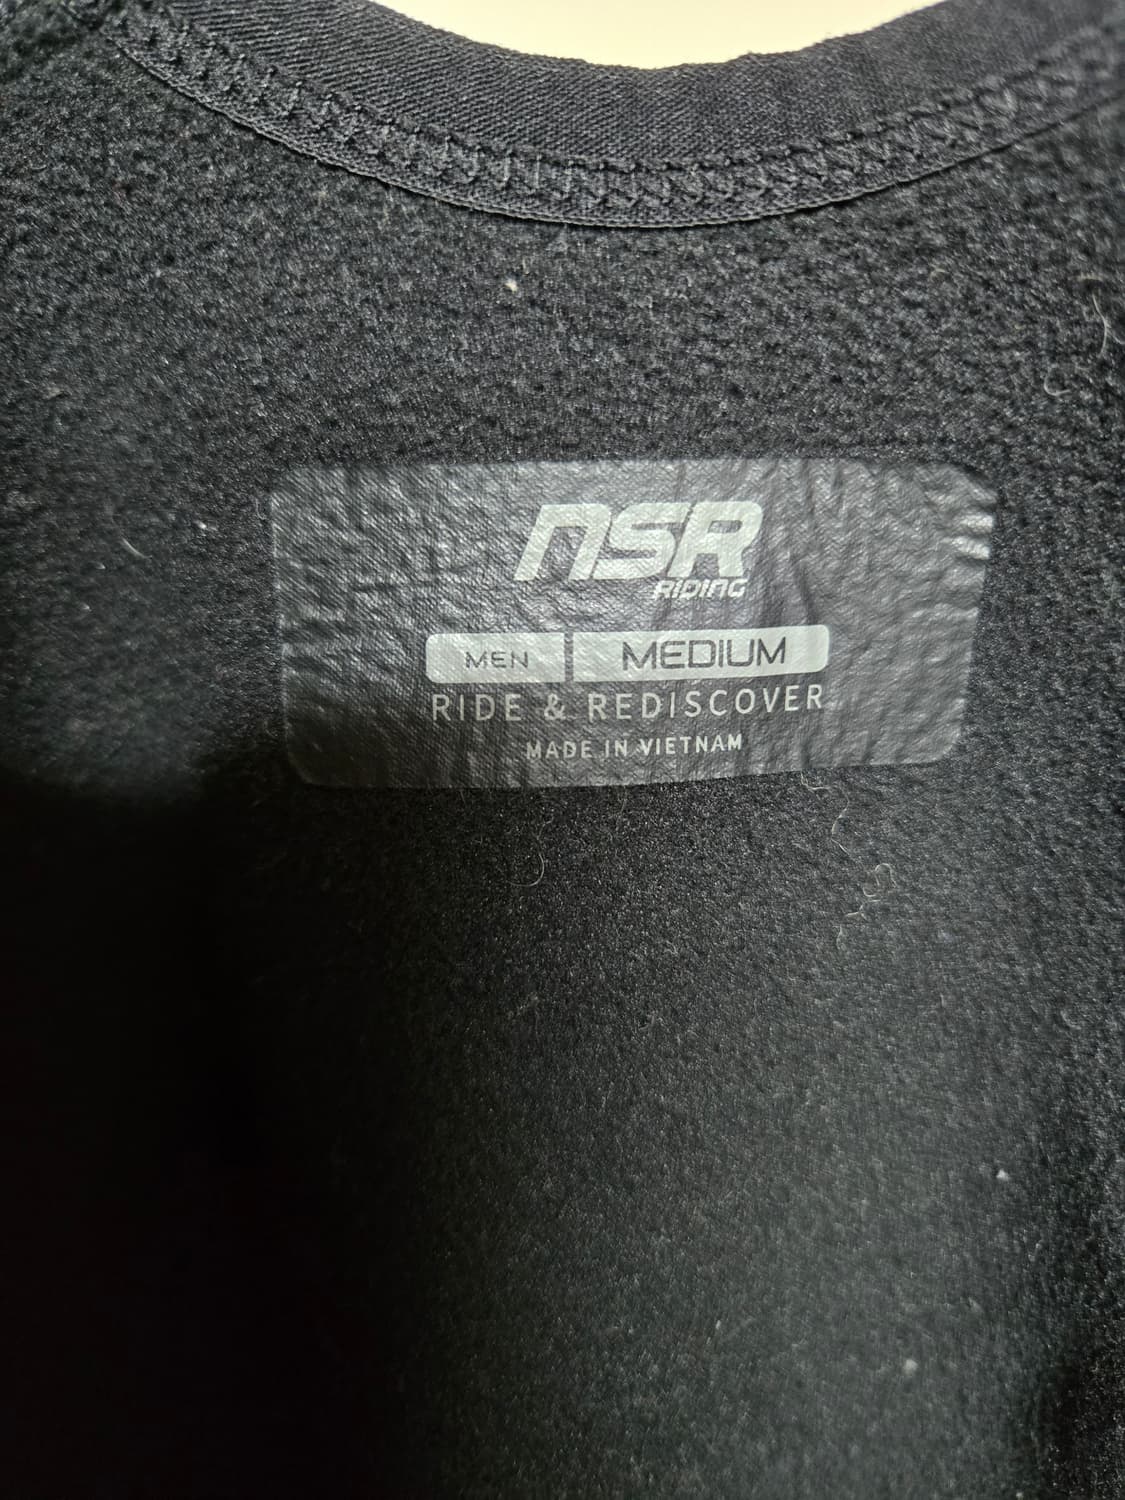 NSR
RIDING
MEN MEDIUM
RIDE & REDISCOVER
MADE IN VIETNAM